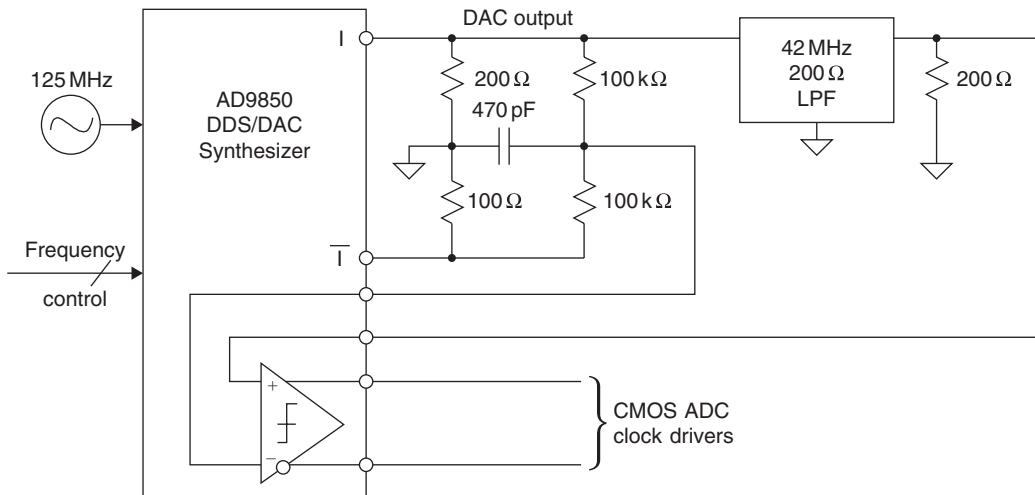 DAC output
I
125 MHz
AD9850
DDS/DAC
Synthesizer
200 Ω
100 kΩ
470 pF
42 MHz
200 Ω
LPF
200 Ω
100 Ω
100 k Ω
I
Frequency
control
+
−
CMOS ADC
clock drivers